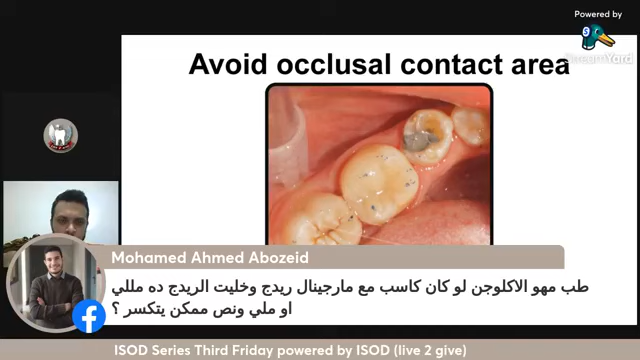 Powered by
StreamYard
Avoid occlusal contact area
Mohamed Ahmed Abozeid
طب مهو الاكلوجن لو كان كاسب مع مارجينال ريدج وخليت الريدج ده مللي
او ملي ونص ممكن يتكسر ؟
ISOD Series Third Friday powered by ISOD (live 2 give)